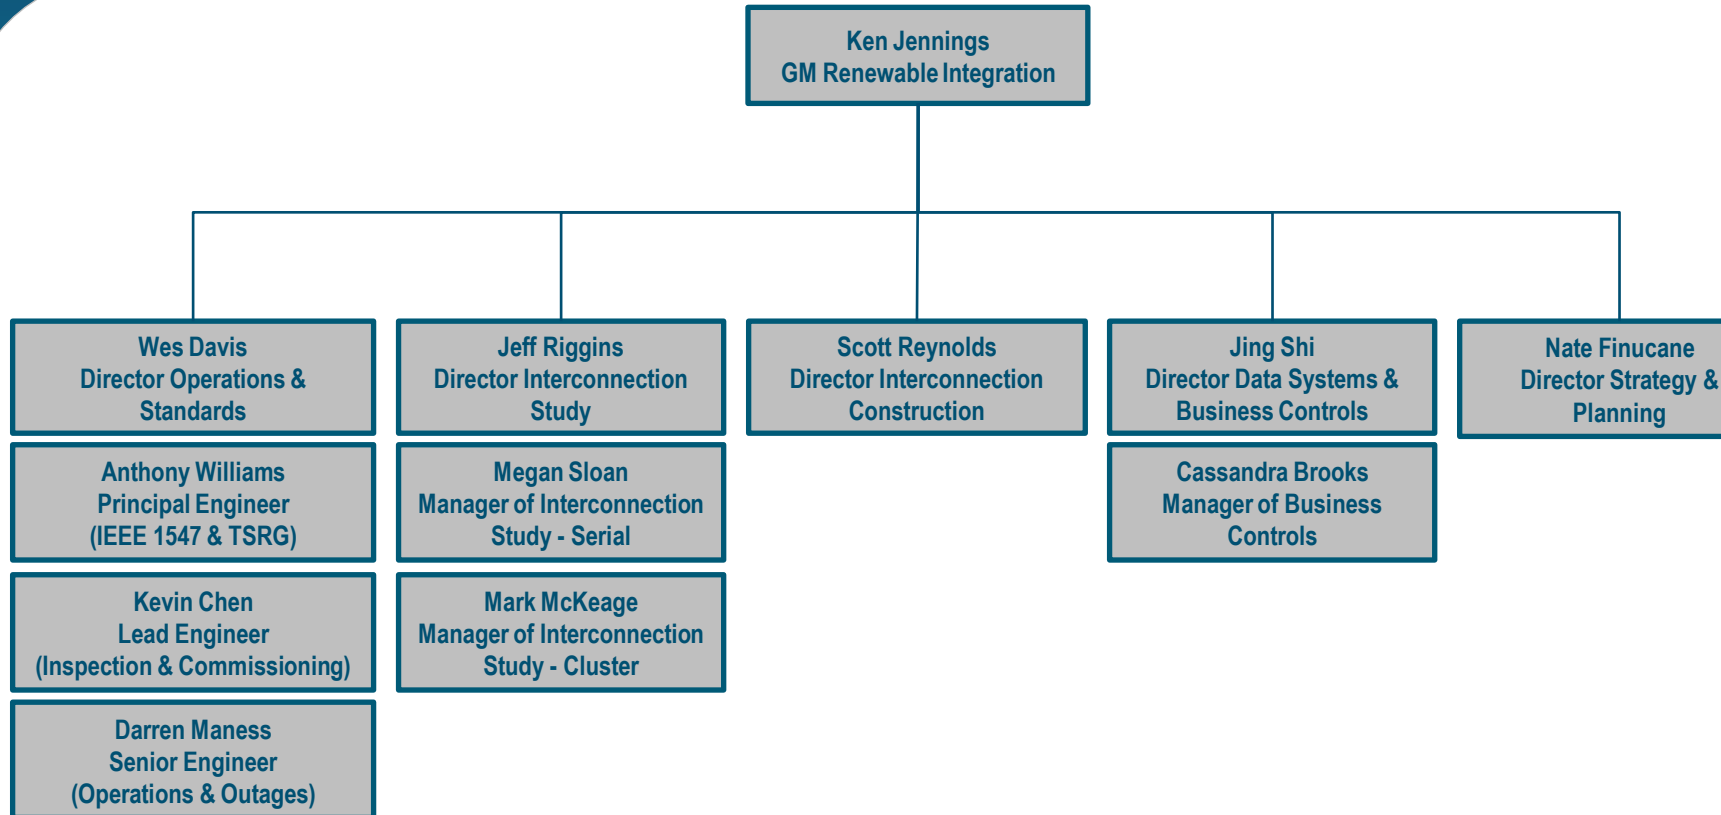 Ken Jennings
GM Renewable Integration
Wes Davis
Director Operations &
Standards
Anthony Williams
Principal Engineer
(IEEE 1547 & TSRG)
Kevin Chen
Lead Engineer
(Inspection & Commissioning)
Darren Maness
Senior Engineer
(Operations & Outages)
Jeff Riggins
Director Interconnection
Study
Megan Sloan
Manager of Interconnection
Study - Serial
Mark McKeage
Manager of Interconnection
Study - Cluster
Scott Reynolds
Director Interconnection
Construction
Jing Shi
Director Data Systems &
Business Controls
Cassandra Brooks
Manager of Business
Controls
Nate Finucane
Director Strategy &
Planning